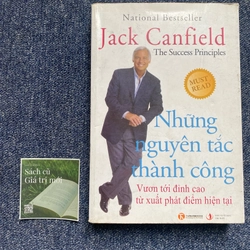 National Bestseller
Jack Canfield
The Success Principles
MUST
READ
Những
nguyên tắc
thành công
Vươn tới đỉnh cao
từ xuất phát điểm hiện tại
Sách cũ
Giá trị mới